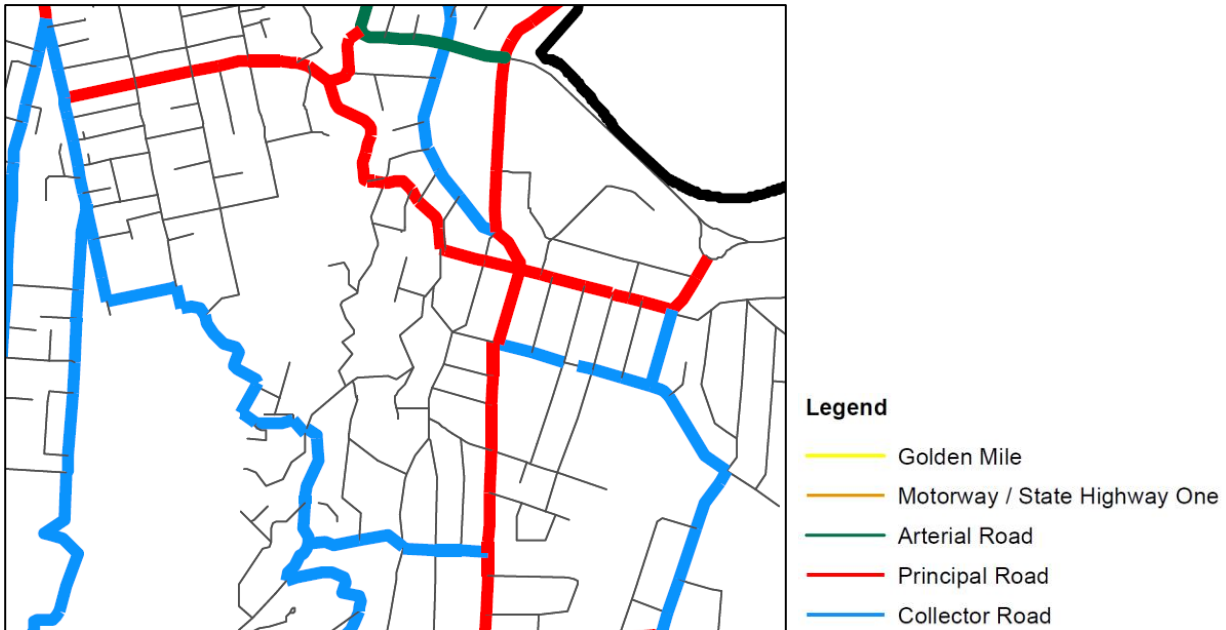 Legend
Golden Mile
Motorway / State Highway One
Arterial Road
Principal Road
Collector Road